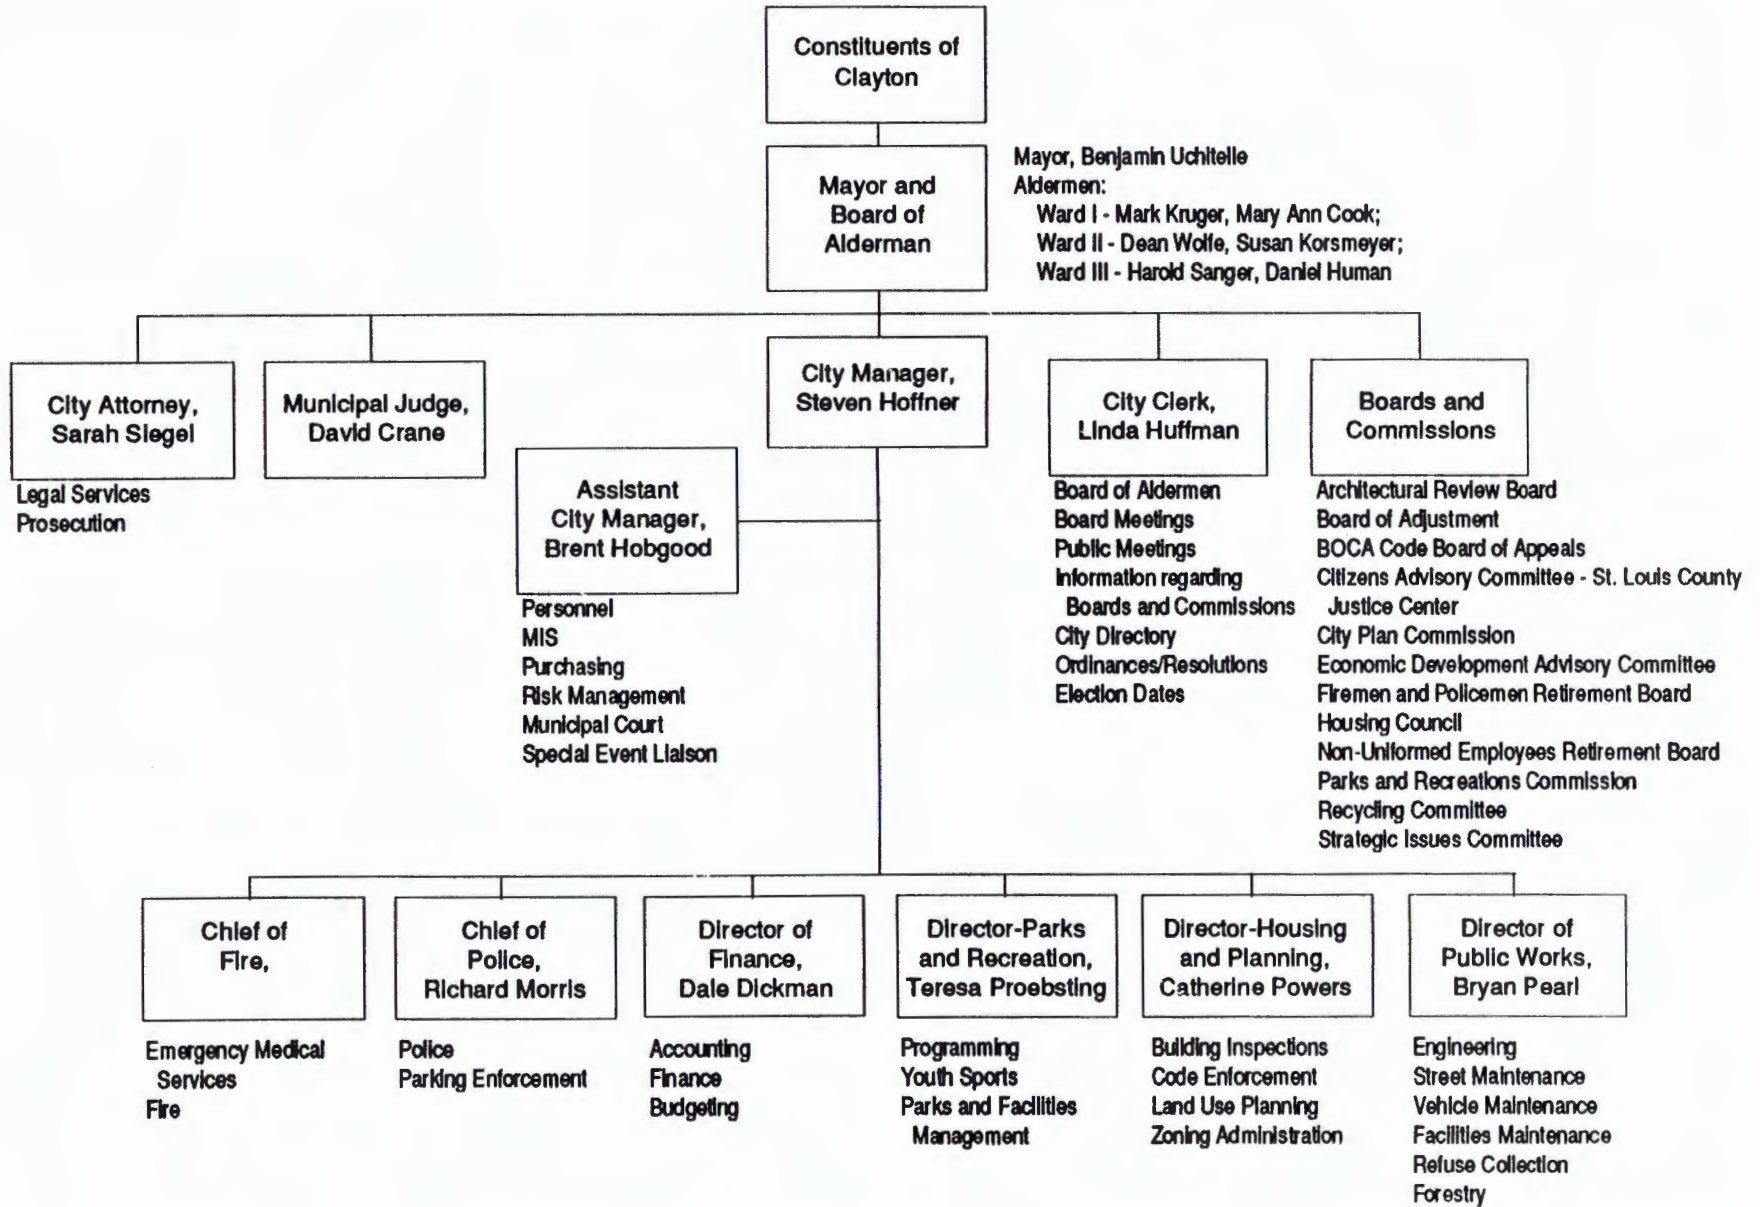 Constituents of
Clayton
Mayor and
Board of
Alderman
Mayor, Benjamin Uchitelle
Aldermen:
Ward I - Mark Kruger, Mary Ann Cook;
Ward II - Dean Wolfe, Susan Korsmeyer;
Ward III - Harold Sanger, Daniel Human
City Attorney,
Sarah Siegel
Legal Services
Prosecution
Municipal Judge,
David Crane
City Manager,
Steven Hoffner
Assistant
City Manager,
Brent Hobgood
Personnel
MIS
Purchasing
Risk Management
Municipal Court
Special Event Liaison
City Clerk,
Linda Huffman
Board of Aldermen
Board Meetings
Public Meetings
Information regarding
Boards and Commissions
City Directory
Ordinances/Resolutions
Election Dates
Boards and
Commissions
Architectural Review Board
Board of Adjustment
BOCA Code Board of Appeals
Citizens Advisory Committee - St. Louis County
Justice Center
City Plan Commission
Economic Development Advisory Committee
Firemen and Policemen Retirement Board
Housing Council
Non-Uniformed Employees Retirement Board
Parks and Recreations Commission
Recycling Committee
Strategic Issues Committee
Chief of
Fire,
Emergency Medical
Services
Fire
Chief of
Police,
Richard Morris
Police
Parking Enforcement
Director of
Finance,
Dale Dickman
Accounting
Finance
Budgeting
Director-Parks
and Recreation,
Teresa Proebsting
Programming
Youth Sports
Parks and Facilities
Management
Director-Housing
and Planning,
Catherine Powers
Building Inspections
Code Enforcement
Land Use Planning
Zoning Administration
Director of
Public Works,
Bryan Pearl
Engineering
Street Maintenance
Vehicle Maintenance
Facilities Maintenance
Refuse Collection
Forestry